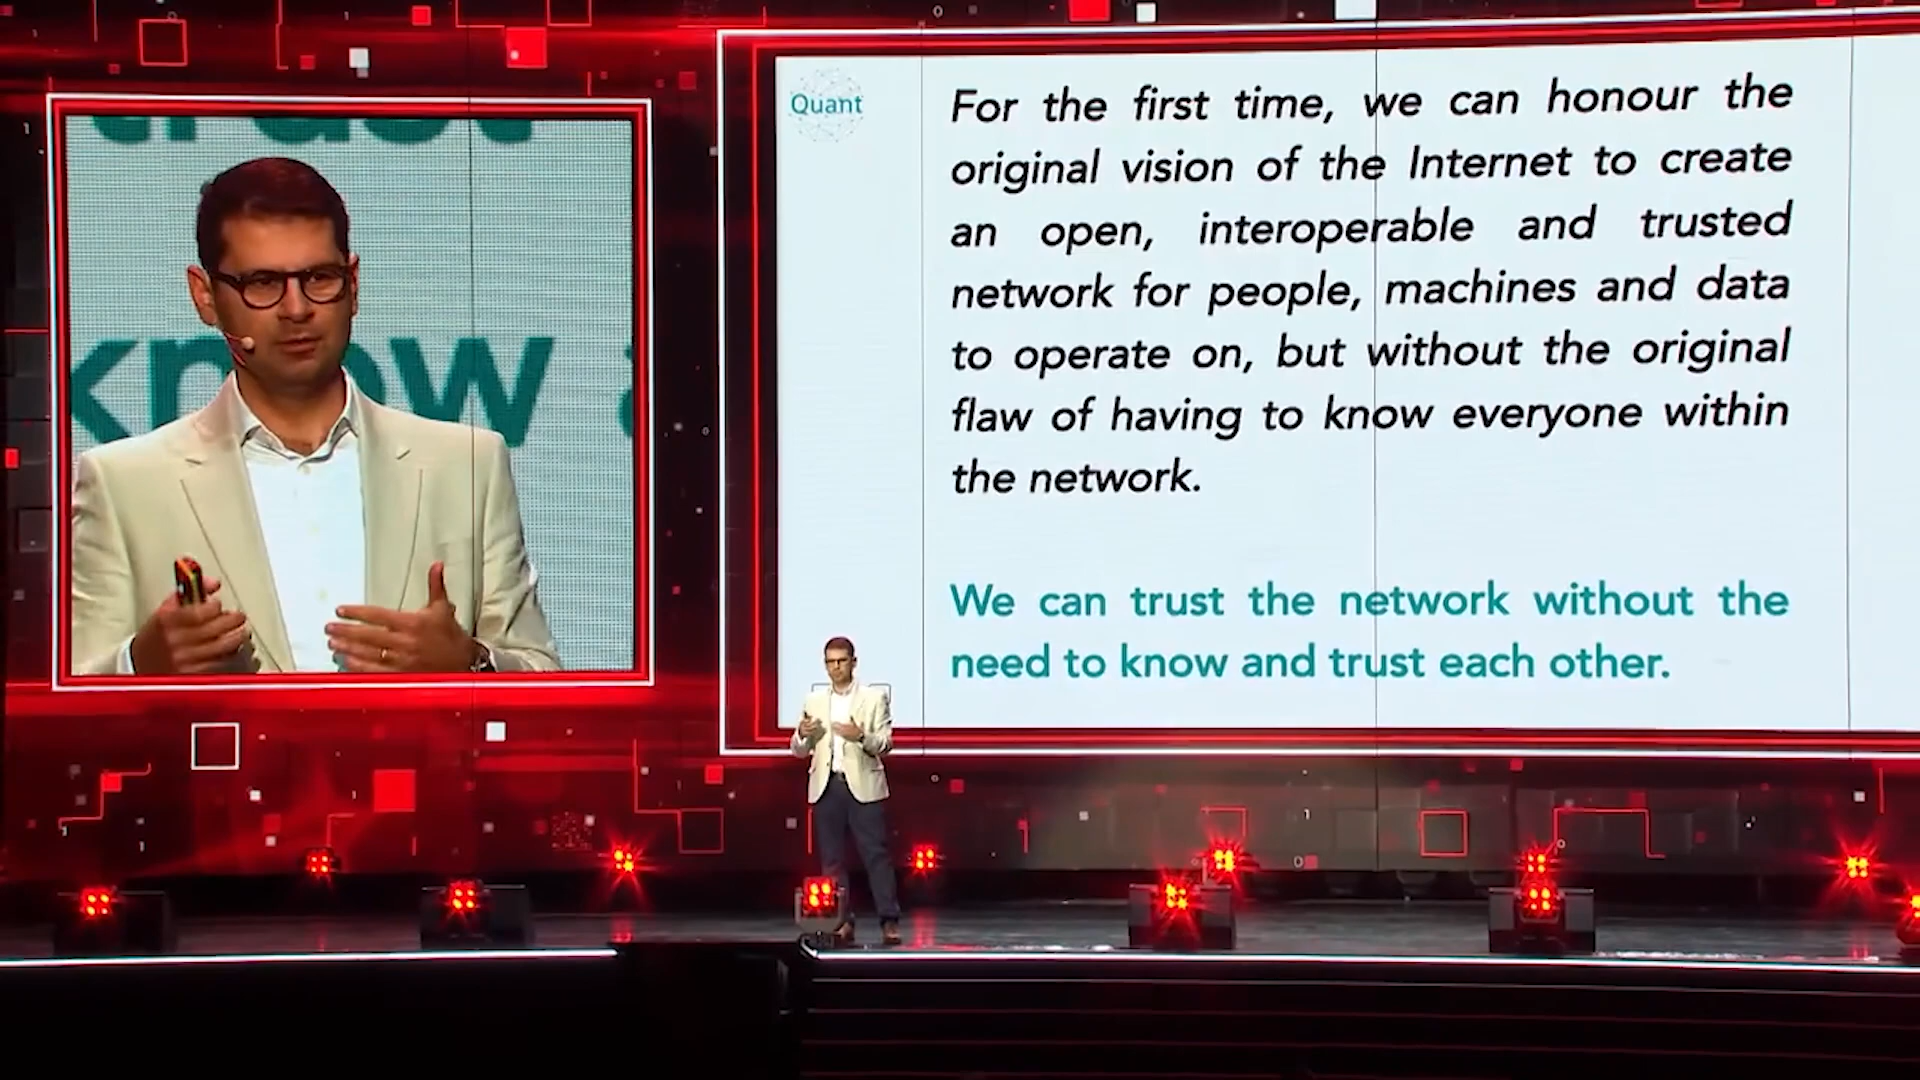 trust
know
Quant
For the first time, we can honour the
original vision of the Internet to create
an open, interoperable and trusted
network for people, machines and data
to operate on, but without the original
flaw of having to know everyone within
the network.
We can trust the network without the
need to know and trust each other.